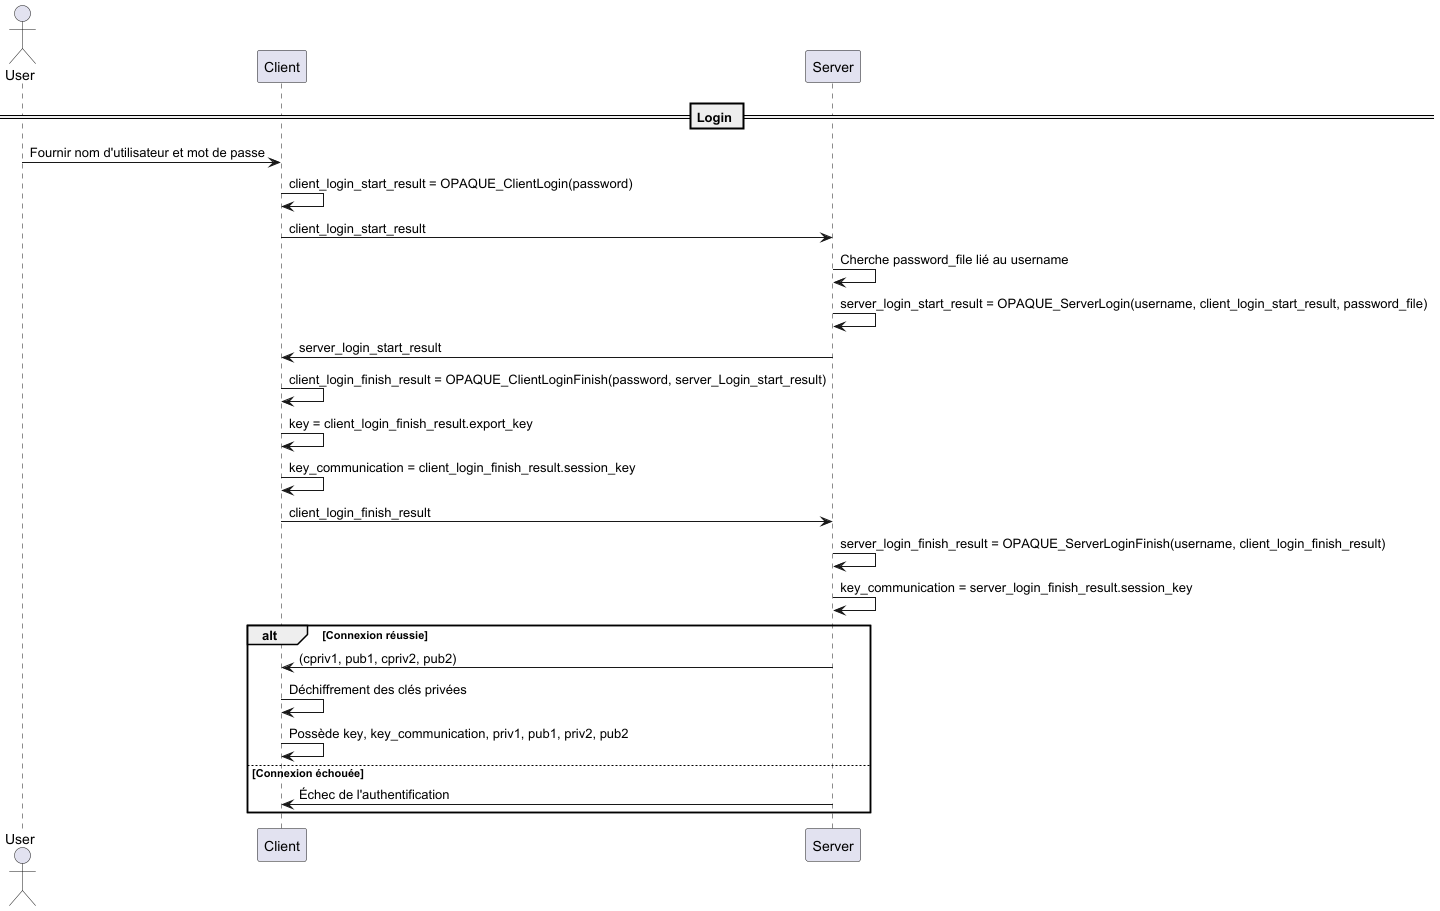 User
Client
Server
Login
Fournir nom d'utilisateur et mot de passe
client_login_start_result = OPAQUE_ClientLogin(password)
client_login_start_result
Cherche password_file lié au username
server_login_start_result = OPAQUE_ServerLogin(username, client_login_start_result, password_file)
server_login_start_result
client_login_finish_result = OPAQUE_ClientLoginFinish(password, server_Login_start_result)
key = client_login_finish_result.export_key
key_communication = client_login_finish_result.session_key
client_login_finish_result
server_login_finish_result = OPAQUE_ServerLoginFinish(username, client_login_finish_result)
key_communication = server_login_finish_result.session_key
alt [Connexion réussie]
(cpriv1, pub1, cpriv2, pub2)
Déchiffrement des clés privées
Possède key, key_communication, priv1, pub1, priv2, pub2
[Connexion échouée]
Échec de l'authentification
User
Client
Server